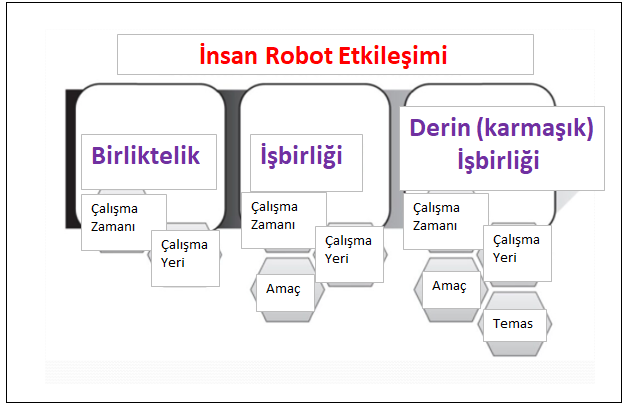 İnsan Robot Etkileşimi
Birliktelik
Çalışma
Zamanı
Çalışma
Yeri
İşbirliği
Çalışma
Zamanı
Çalışma
Yeri
Amaç
Derin (karmaşık)
İşbirliği
Çalışma
Zamanı
Çalışma
Yeri
Amaç
Temas